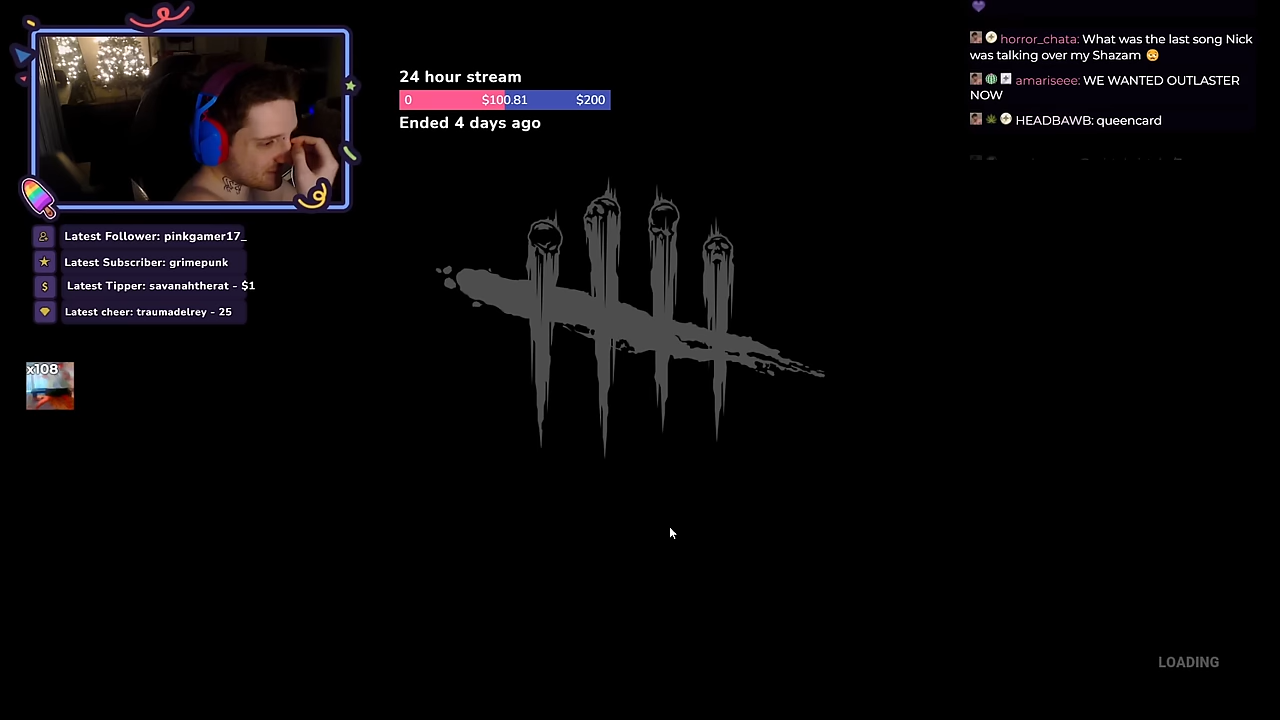 24 hour stream
0 $100.81 $200
Ended 4 days ago
Latest Follower: pinkgamer17_
Latest Subscriber: grimepunk
Latest Tipper: savanahtherat - $1
Latest cheer: traumadelrey - 25
x108
horror_chata: What was the last song Nick
was talking over my Shazam
amariseee: WE WANTED OUTLASTER
NOW
HEADBAWB: queencard
LOADING